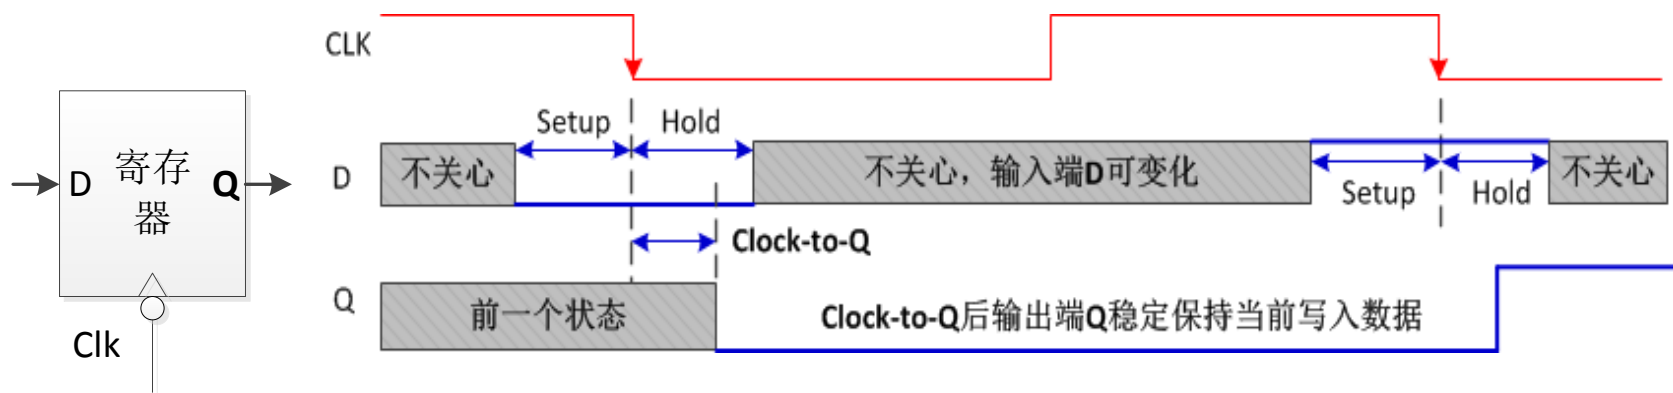 D
寄存
器
Q
Clk
CLK
Setup
Hold
D
不关心
不关心，输入端D可变化
Setup
Hold
不关心
Clock-to-Q
Q
前一个状态
Clock-to-Q后输出端Q稳定保持当前写入数据